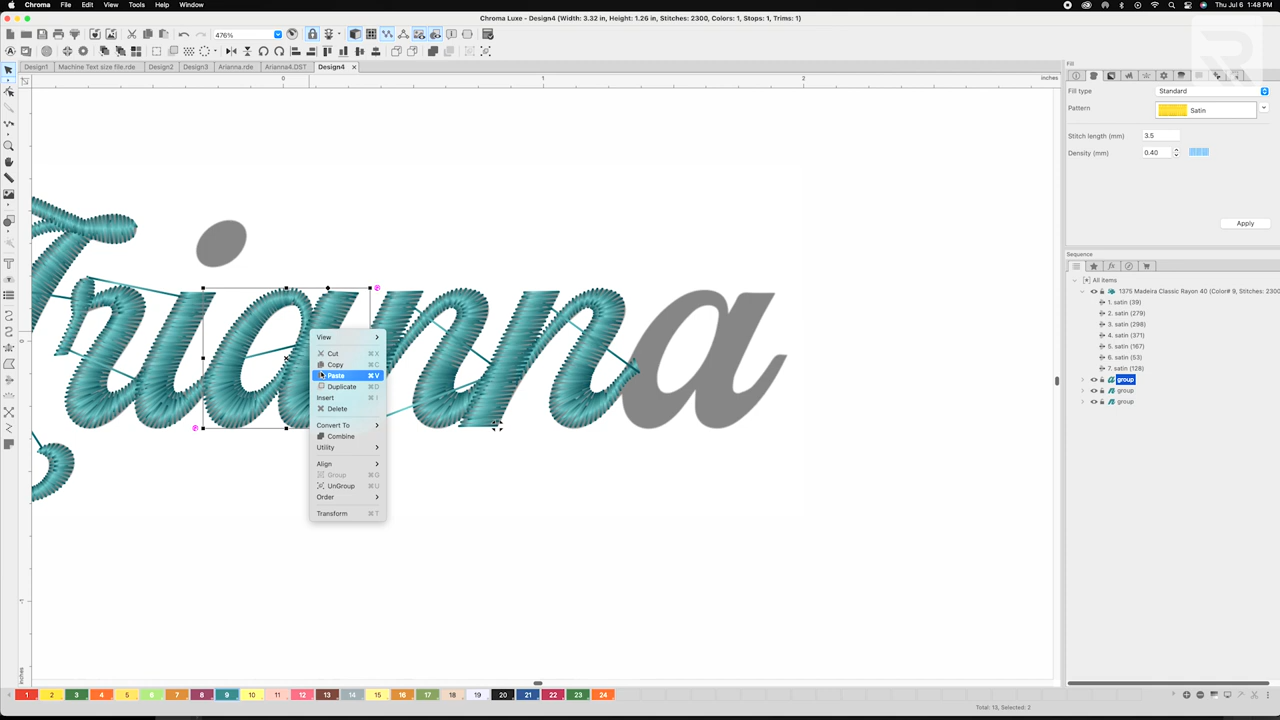 Chroma File Edit View Tools Help Window Thu Jul 6 1:48 PM
Chroma Luxe - Design4 (Width: 3.32 in, Height: 1.26 in, Stitches: 2300, Colors: 1, Stops: 1, Trims: 1)
476%
Design1 Machine Text size file.rde Design2 Design3 Arianna.rde Arianna4.DST Design4
0 1 2 inches
Fill
Fill type Standard
Pattern Satin
Stitch length (mm) 3.5
Density (mm) 0.40
Apply
Sequence
All items
1375 Madeira Classic Rayon 40 (Color# 9, Stitches: 2300
1. satin (39)
2. satin (279)
3. satin (298)
4. satin (371)
5. satin (167)
6. satin (53)
7. satin (128)
group
group
group
0
-1
inches
a
View
Cut ⌘X
Copy ⌘C
Paste ⌘V
Duplicate ⌘D
Insert ⌘I
Delete
Convert To
Combine
Utility
Align
Group ⌘G
UnGroup ⌘U
Order
Transform ⌘T
1 2 3 4 5 6 7 8 9 10 11 12 13 14 15 16 17 18 19 20 21 22 23 24
Total: 13, Selected: 2